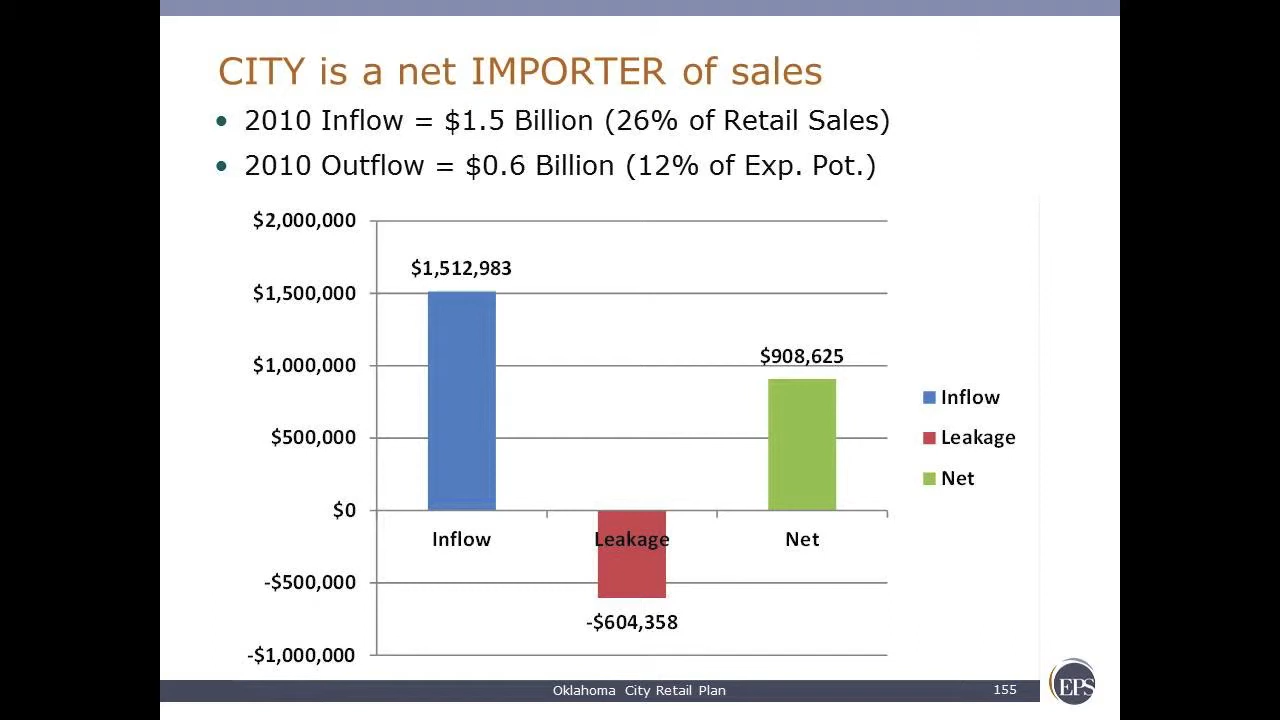 CITY is a net IMPORTER of sales
• 2010 Inflow = $1.5 Billion (26% of Retail Sales)
• 2010 Outflow = $0.6 Billion (12% of Exp. Pot.)
$2,000,000
$1,500,000
$1,000,000
$500,000
$0
-$500,000
-$1,000,000
$1,512,983
$908,625
-$604,358
Inflow
Leakage
Net
Inflow
Leakage
Net
Oklahoma City Retail Plan
155
EPS